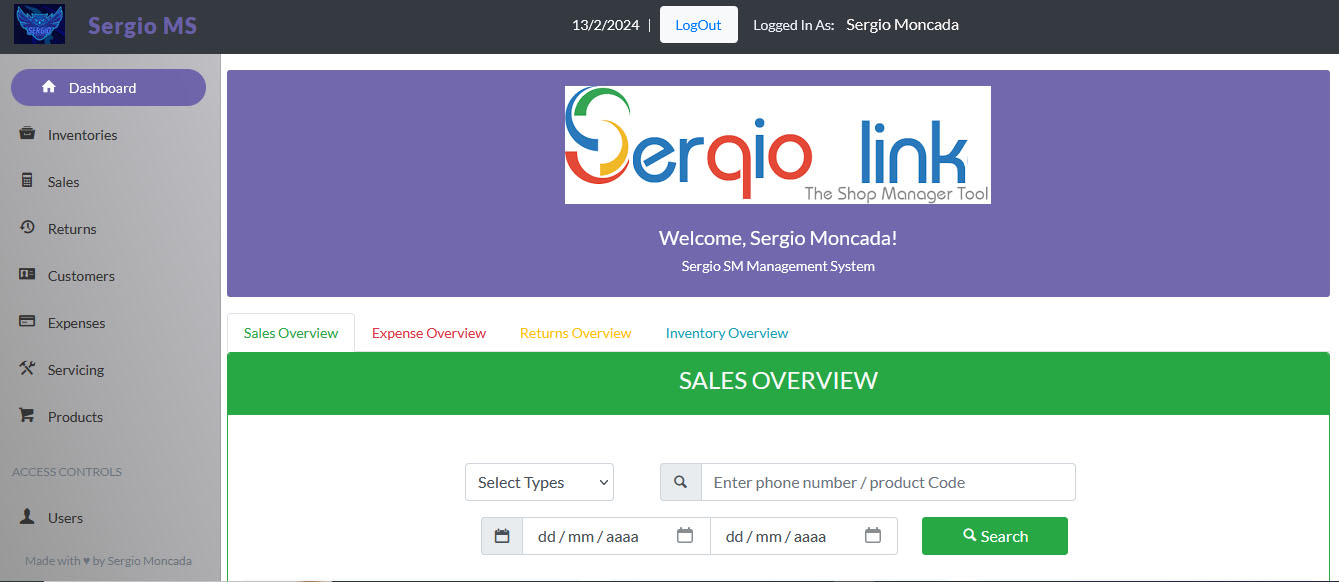 SERGIO
Sergio MS
13/2/2024 | LogOut Logged In As: Sergio Moncada
Dashboard
Inventories
Sales
Returns
Customers
Expenses
Servicing
Products
ACCESS CONTROLS
Users
Made with ♥ by Sergio Moncada
Sergio link
The Shop Manager Tool
Welcome, Sergio Moncada!
Sergio SM Management System
Sales Overview Expense Overview Returns Overview Inventory Overview
SALES OVERVIEW
Select Types Enter phone number / product Code
dd / mm / aaaa dd / mm / aaaa Search